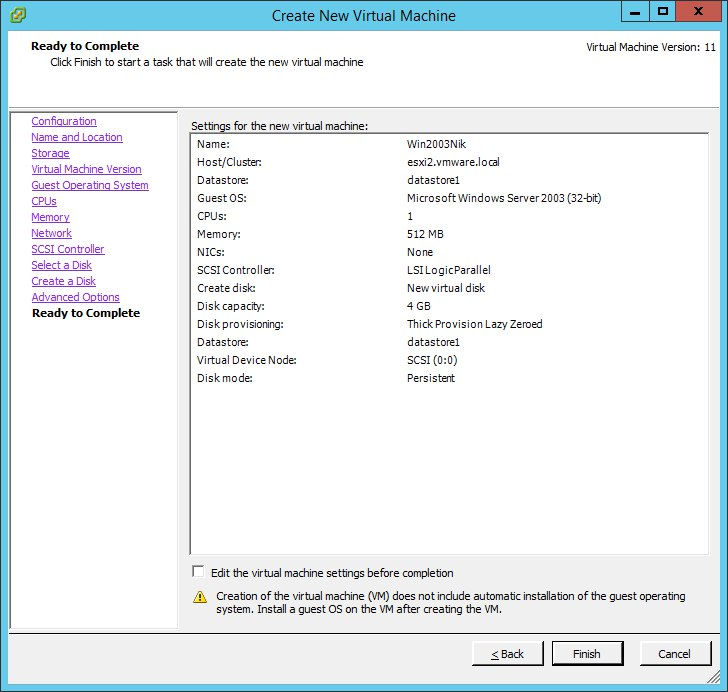 Create New Virtual Machine
Ready to Complete
Click Finish to start a task that will create the new virtual machine
Virtual Machine Version: 11
Configuration
Name and Location
Storage
Virtual Machine Version
Guest Operating System
CPUs
Memory
Network
SCSI Controller
Select a Disk
Create a Disk
Advanced Options
Ready to Complete
Settings for the new virtual machine:
Name: Win2003Nik
Host/Cluster: esxi2.vmware.local
Datastore: datastore1
Guest OS: Microsoft Windows Server 2003 (32-bit)
CPUs: 1
Memory: 512 MB
NICs: None
SCSI Controller: LSI Logic Parallel
Create disk: New virtual disk
Disk capacity: 4 GB
Disk provisioning: Thick Provision Lazy Zeroed
Datastore: datastore1
Virtual Device Node: SCSI (0:0)
Disk mode: Persistent
Edit the virtual machine settings before completion
Creation of the virtual machine (VM) does not include automatic installation of the guest operating
system. Install a guest OS on the VM after creating the VM.
< Back
Finish
Cancel